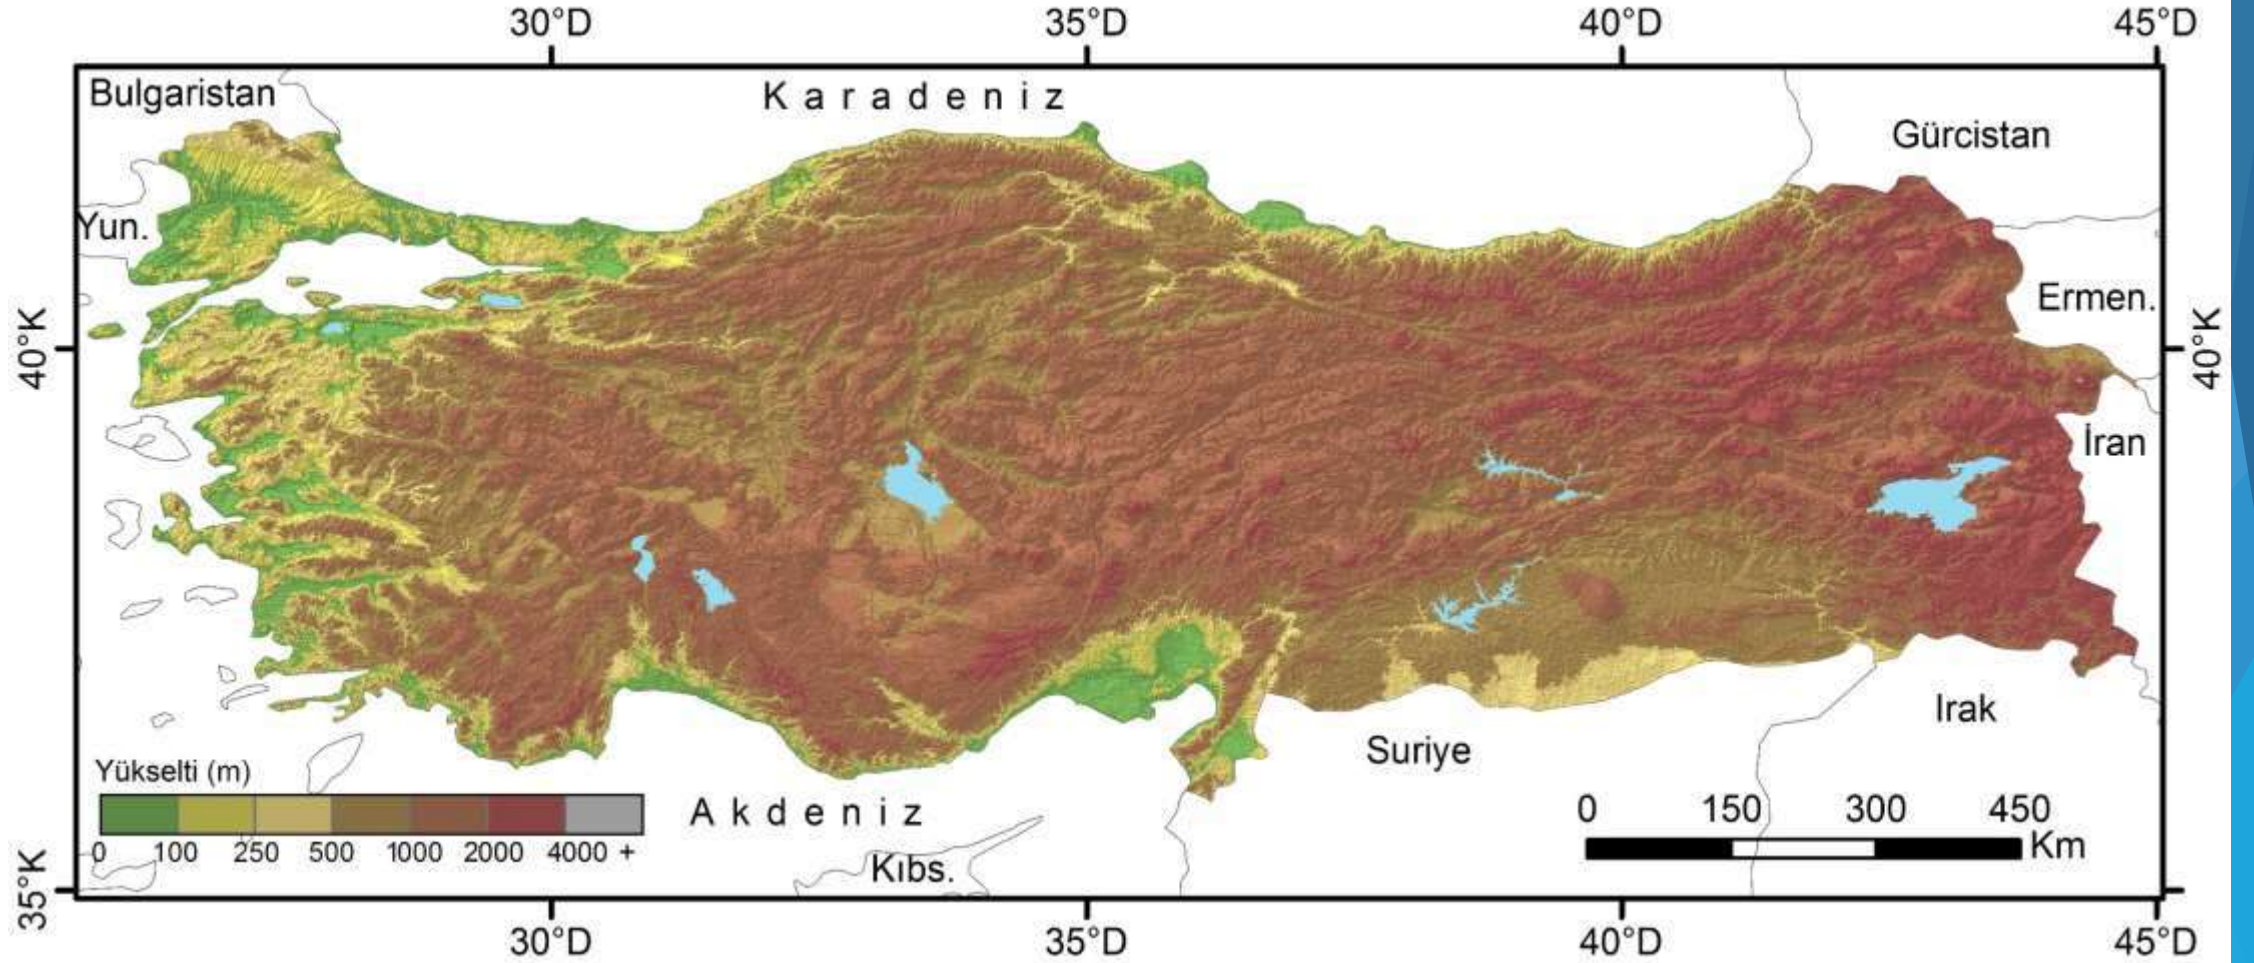 30°D 35°D 40°D 45°D
Bulgaristan
Karadeniz
Gürcistan
Yun.
Ermen.
40°K
40°K
İran
Irak
Suriye
Yükselti (m)
Akdeniz
0 100 250 500 1000 2000 4000 +
0 150 300 450
Km
Kıbs.
35°K
30°D 35°D 40°D 45°D